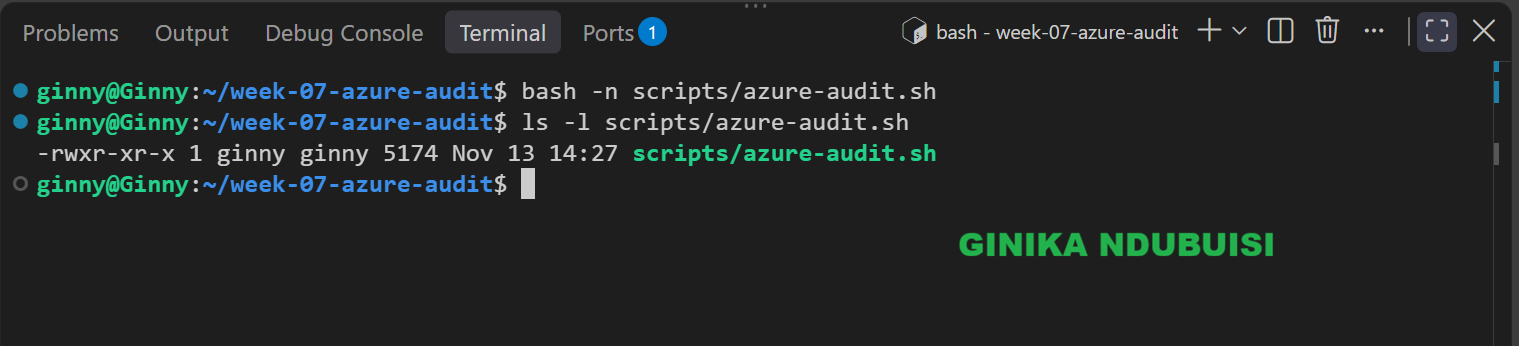 Problems Output Debug Console Terminal Ports 1 bash - week-07-azure-audit
ginny@Ginny:~/week-07-azure-audit$ bash -n scripts/azure-audit.sh
ginny@Ginny:~/week-07-azure-audit$ ls -l scripts/azure-audit.sh
-rwxr-xr-x 1 ginny ginny 5174 Nov 13 14:27 scripts/azure-audit.sh
ginny@Ginny:~/week-07-azure-audit$
GINIKA NDUBUISI